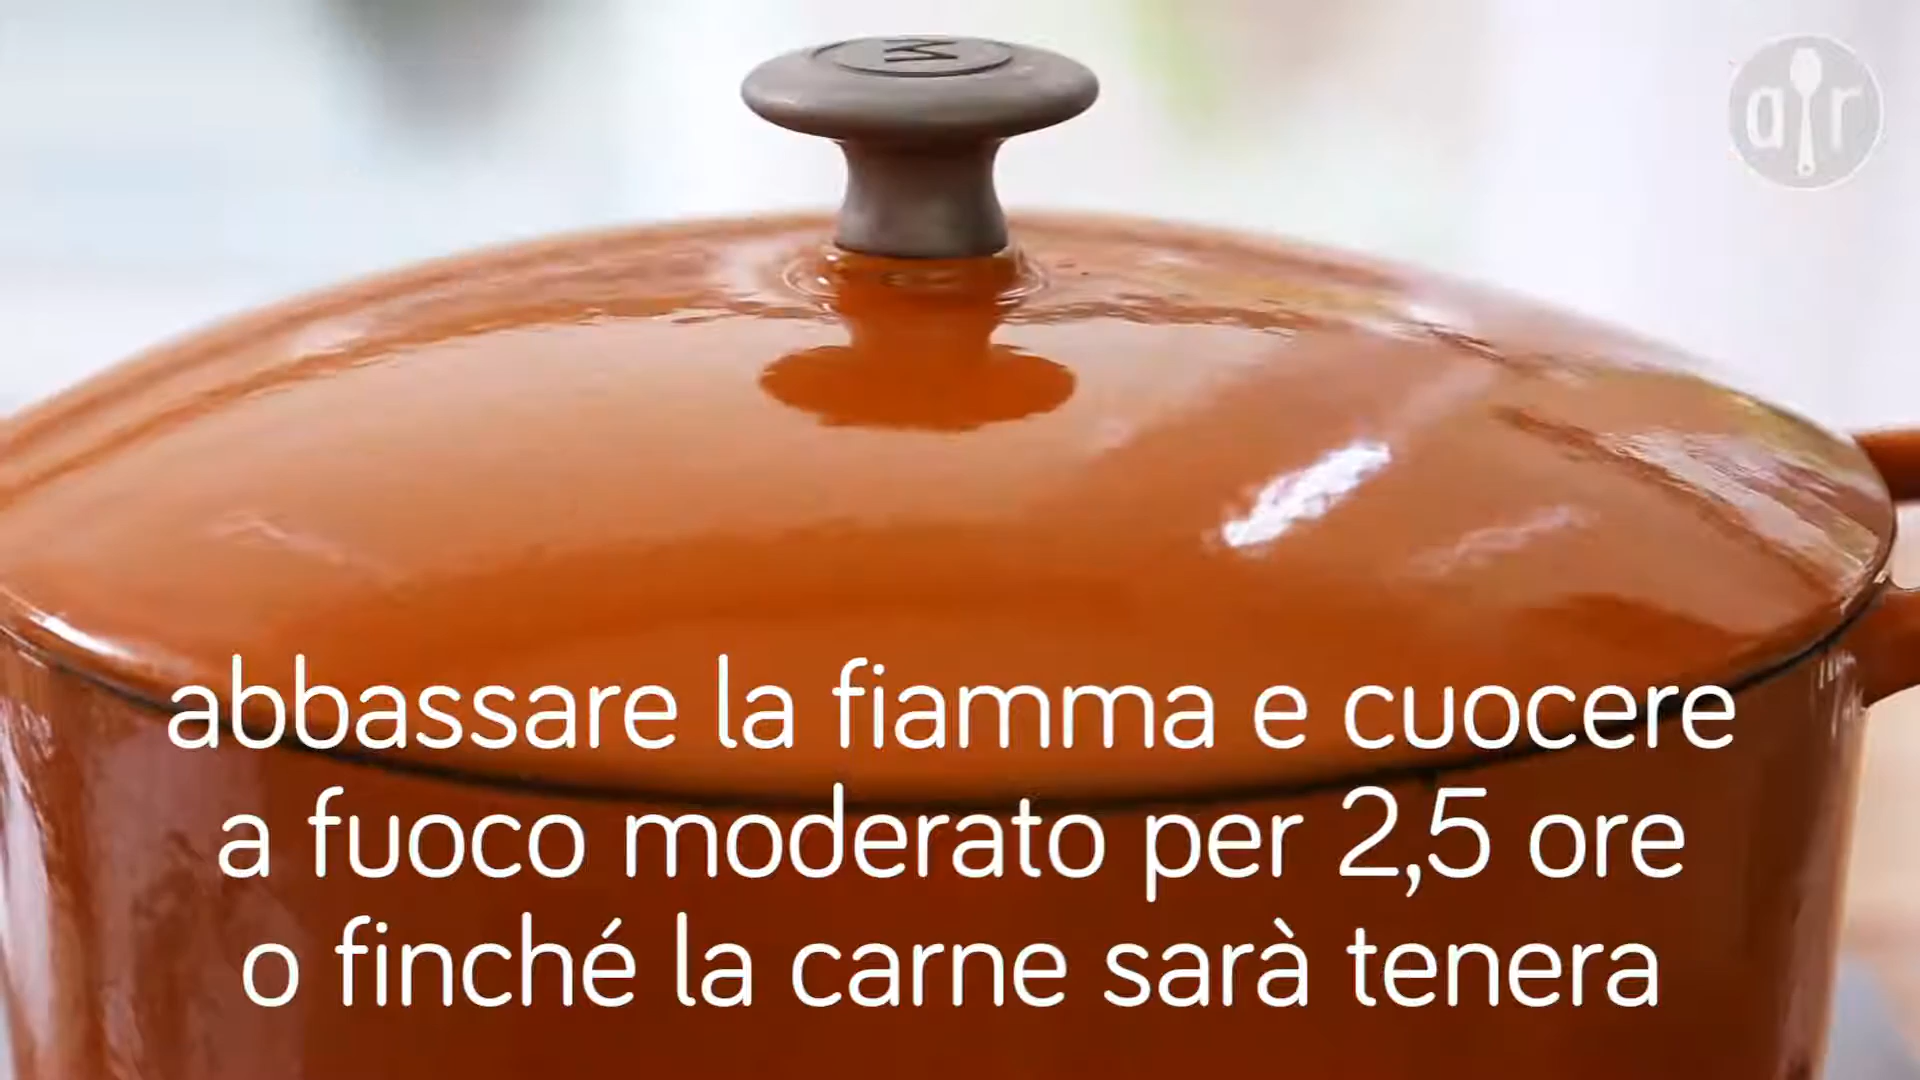 M
a r
abbassare la fiamma e cuocere
a fuoco moderato per 2,5 ore
o finché la carne sarà tenera